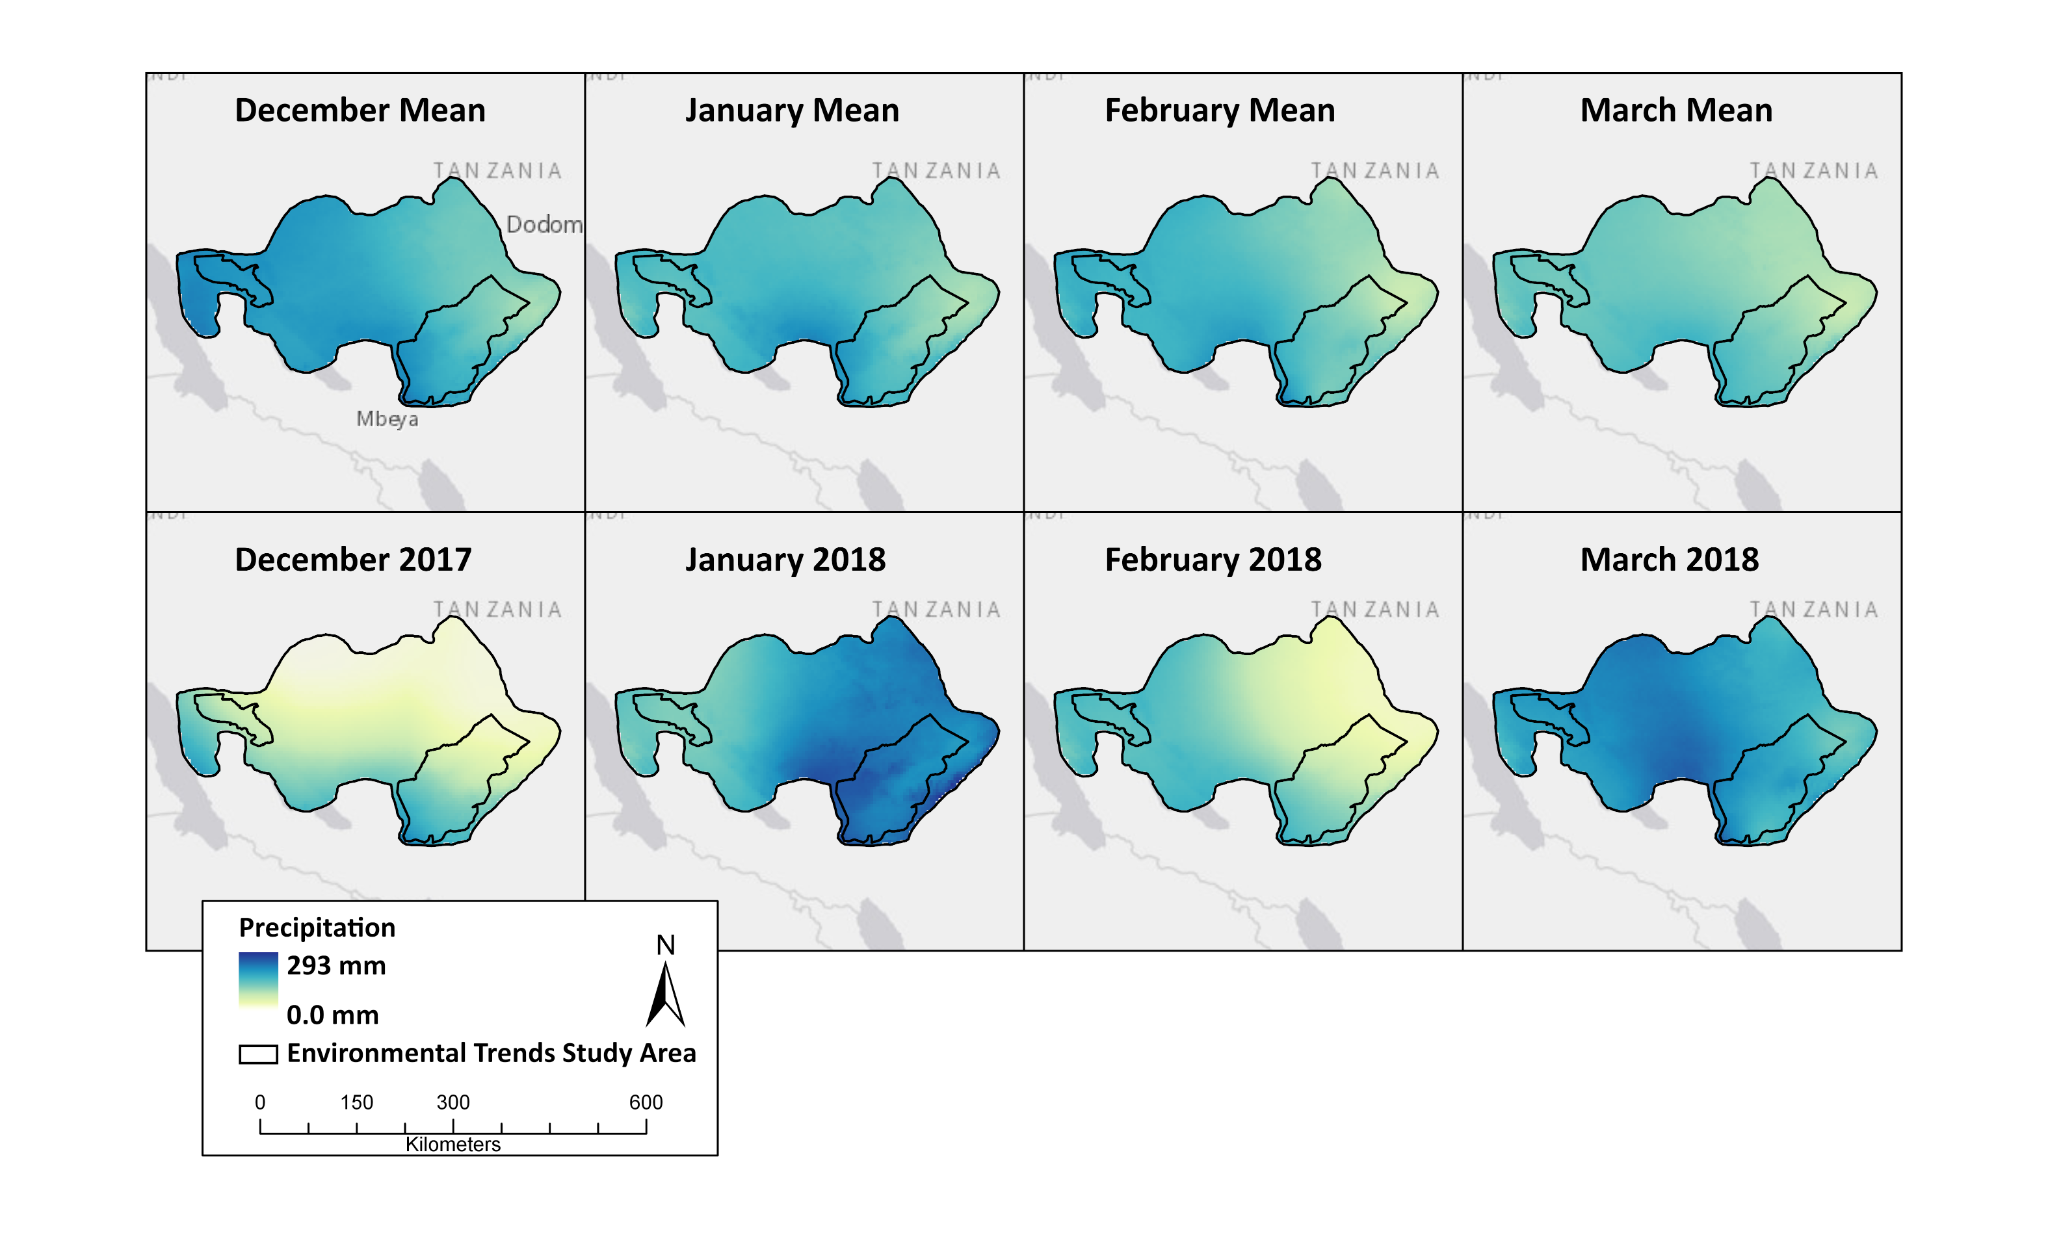 December Mean
January Mean
February Mean
March Mean
TANZANIA
TANZANIA
TANZANIA
TANZANIA
Dodom
Mbeya
December 2017
January 2018
February 2018
March 2018
TANZANIA
TANZANIA
TANZANIA
TANZANIA
Precipitation
293 mm
0.0 mm
N
Environmental Trends Study Area
0 150 300 600
Kilometers